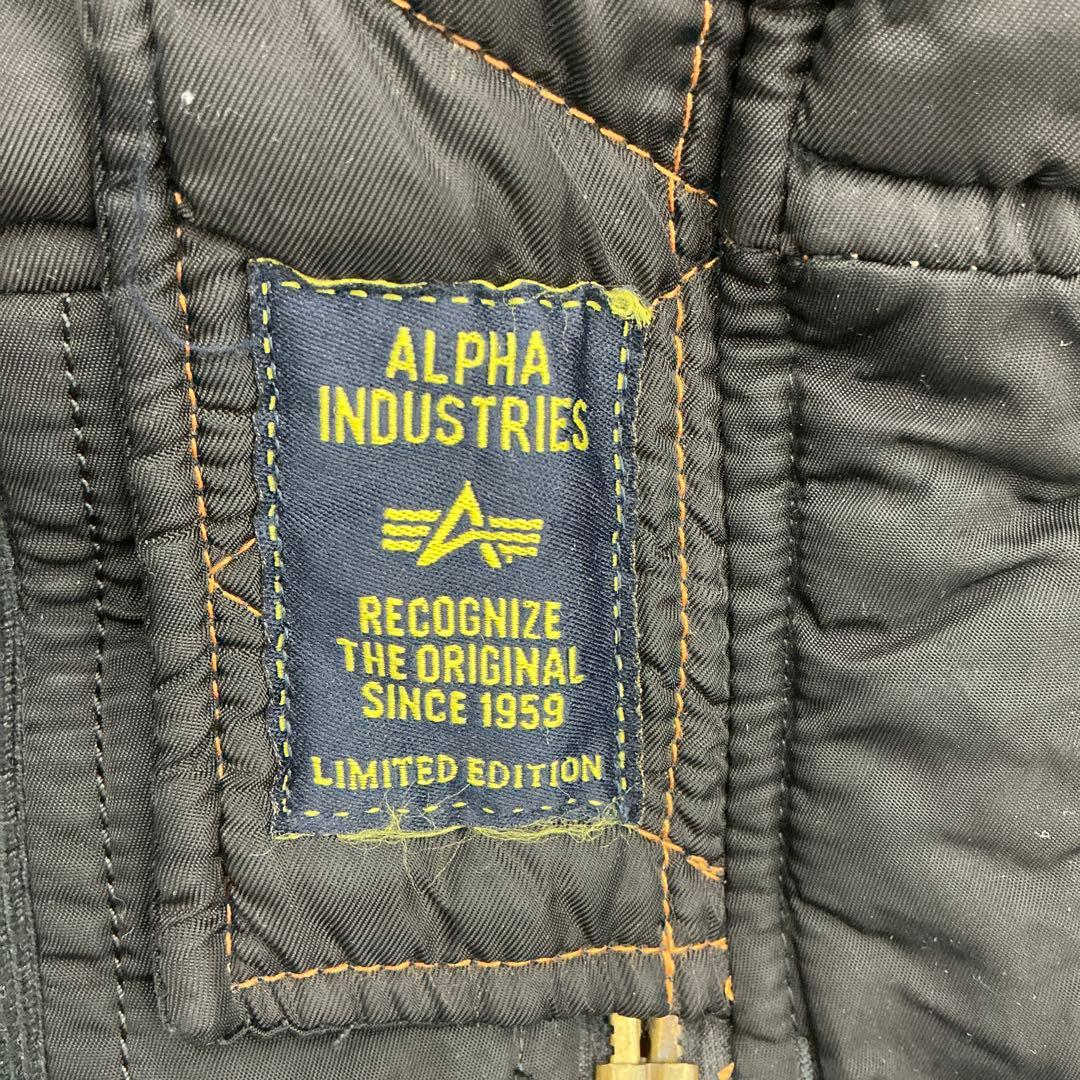 ALPHA
INDUSTRIES
RECOGNIZE
THE ORIGINAL
SINCE 1959
LIMITED EDITION